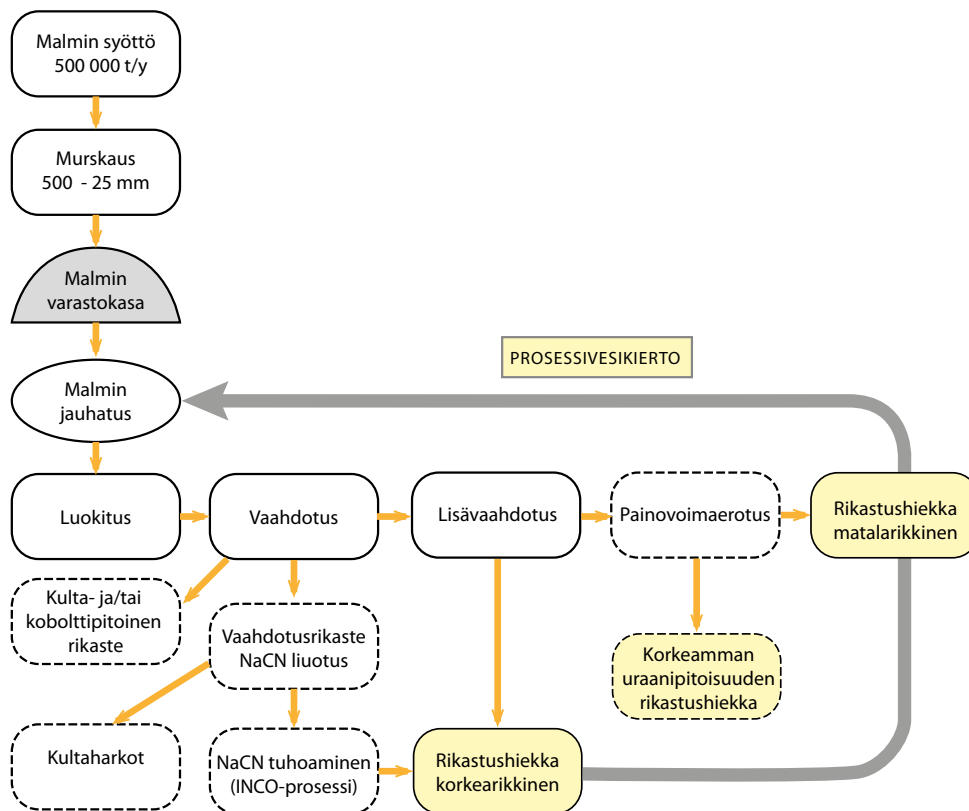 Malmin syöttö
500 000 t/y
Murskaus
500 - 25 mm
Malmin
varastokasa
PROSESSIVESIKIERTO
Malmin
jauhatus
Luokitus
Vaahdotus
Lisävaahdotus
Painovoimaerotus
Rikastushiekka
matalarikkinen
Kulta- ja/tai
kobolttipitoinen
rikaste
Vaahdotusrikaste
NaCN liuotus
Korkeamman
uraanipitoisuuden
rikastushiekka
Kultaharkot
NaCN tuhoaminen
(INCO-prosessi)
Rikastushiekka
korkearikkinen